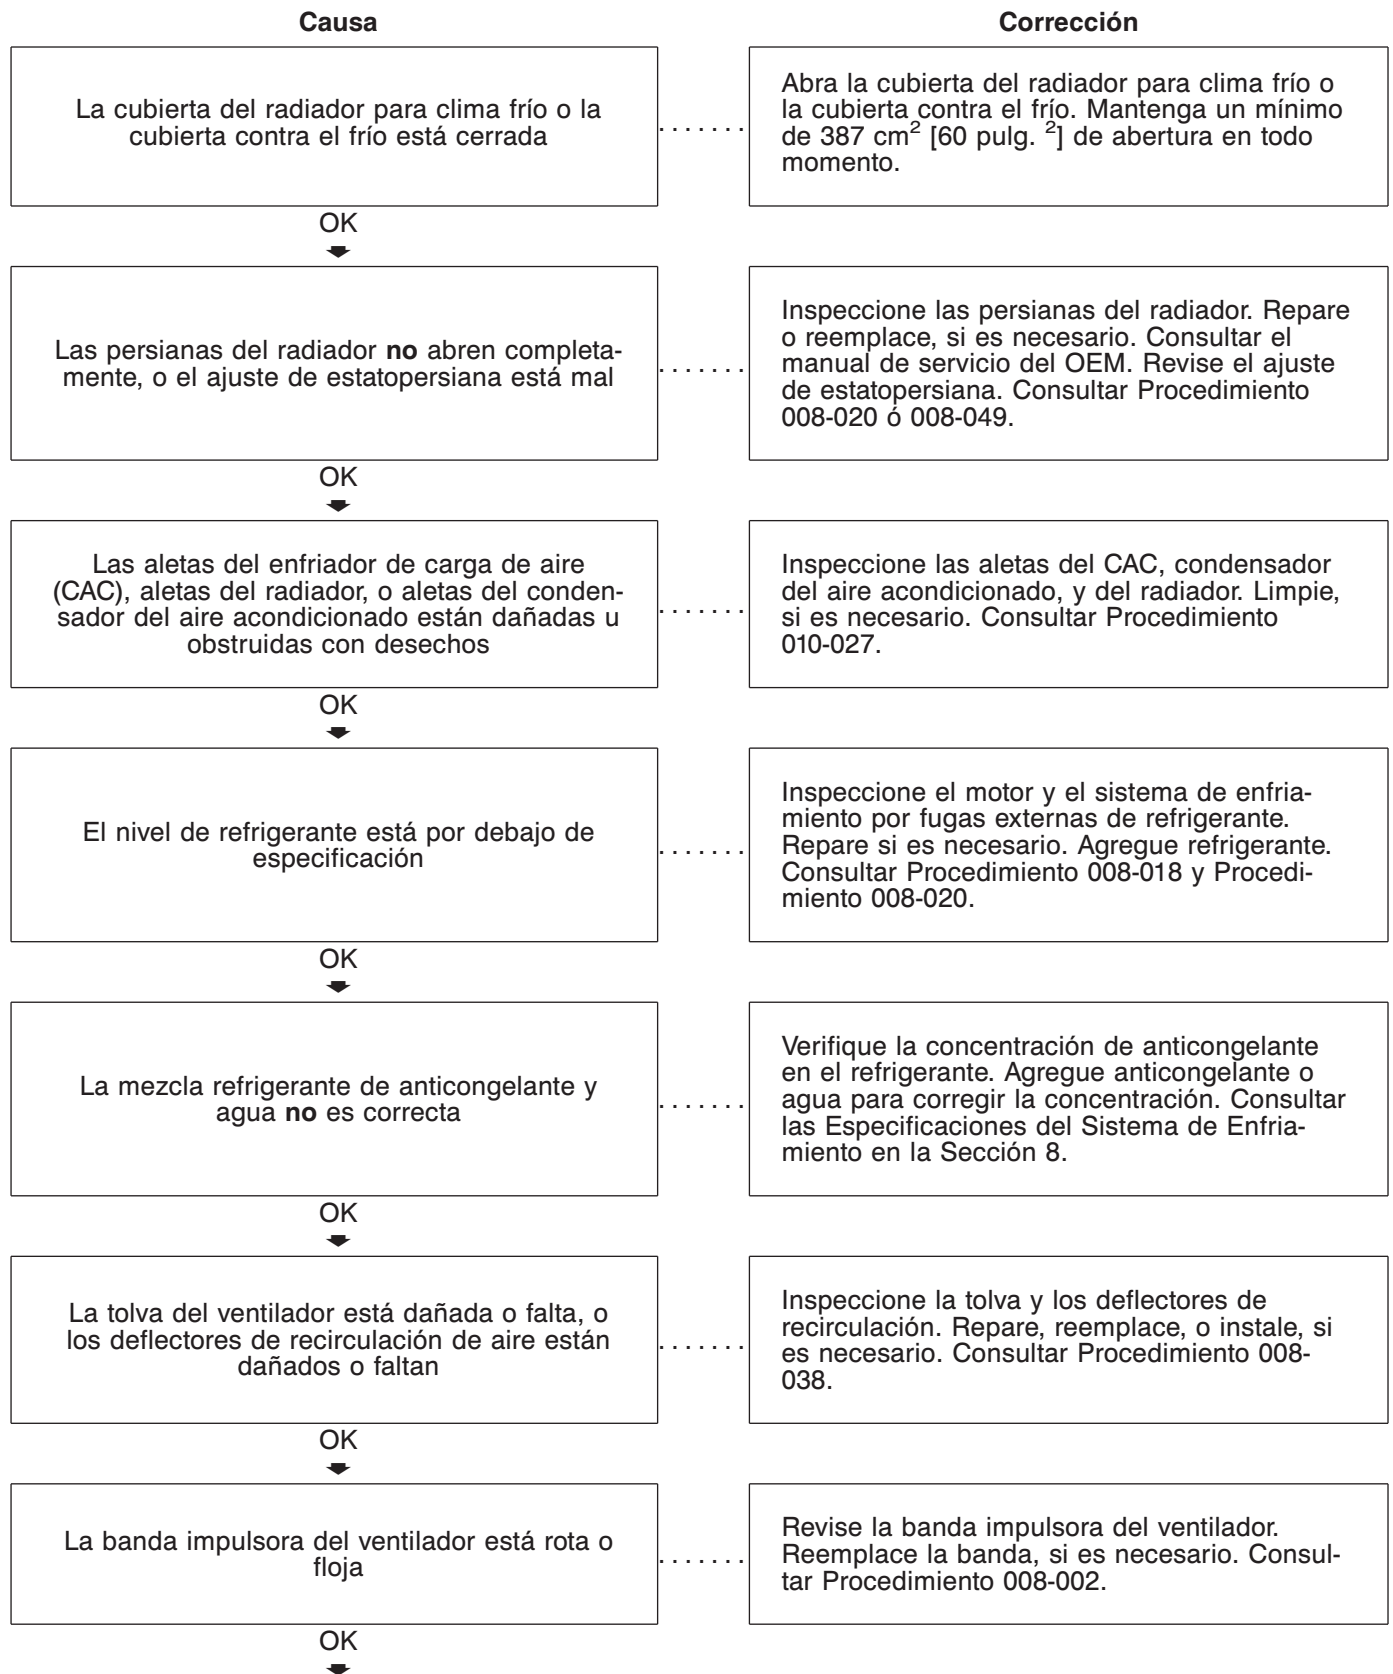 Causa
Corrección
La cubierta del radiador para clima frío o la
cubierta contra el frío está cerrada
. . . . . . .
Abra la cubierta del radiador para clima frío o
la cubierta contra el frío. Mantenga un mínimo
de 387 cm² [60 pulg. ²] de abertura en todo
momento.
OK
Las persianas del radiador no abren completa-
mente, o el ajuste de estatopersiana está mal
. . . . . . .
Inspeccione las persianas del radiador. Repare
o reemplace, si es necesario. Consultar el
manual de servicio del OEM. Revise el ajuste
de estatopersiana. Consultar Procedimiento
008-020 ó 008-049.
OK
Las aletas del enfriador de carga de aire
(CAC), aletas del radiador, o aletas del conden-
sador del aire acondicionado están dañadas u
obstruidas con desechos
. . . . . . .
Inspeccione las aletas del CAC, condensador
del aire acondicionado, y del radiador. Limpie,
si es necesario. Consultar Procedimiento
010-027.
OK
El nivel de refrigerante está por debajo de
especificación
. . . . . . .
Inspeccione el motor y el sistema de enfria-
miento por fugas externas de refrigerante.
Repare si es necesario. Agregue refrigerante.
Consultar Procedimiento 008-018 y Procedi-
miento 008-020.
OK
La mezcla refrigerante de anticongelante y
agua no es correcta
. . . . . . .
Verifique la concentración de anticongelante
en el refrigerante. Agregue anticongelante o
agua para corregir la concentración. Consultar
las Especificaciones del Sistema de Enfria-
miento en la Sección 8.
OK
La tolva del ventilador está dañada o falta, o
los deflectores de recirculación de aire están
dañados o faltan
. . . . . . .
Inspeccione la tolva y los deflectores de
recirculación. Repare, reemplace, o instale, si
es necesario. Consultar Procedimiento 008-
038.
OK
La banda impulsora del ventilador está rota o
floja
. . . . . . .
Revise la banda impulsora del ventilador.
Reemplace la banda, si es necesario. Consul-
tar Procedimiento 008-002.
OK